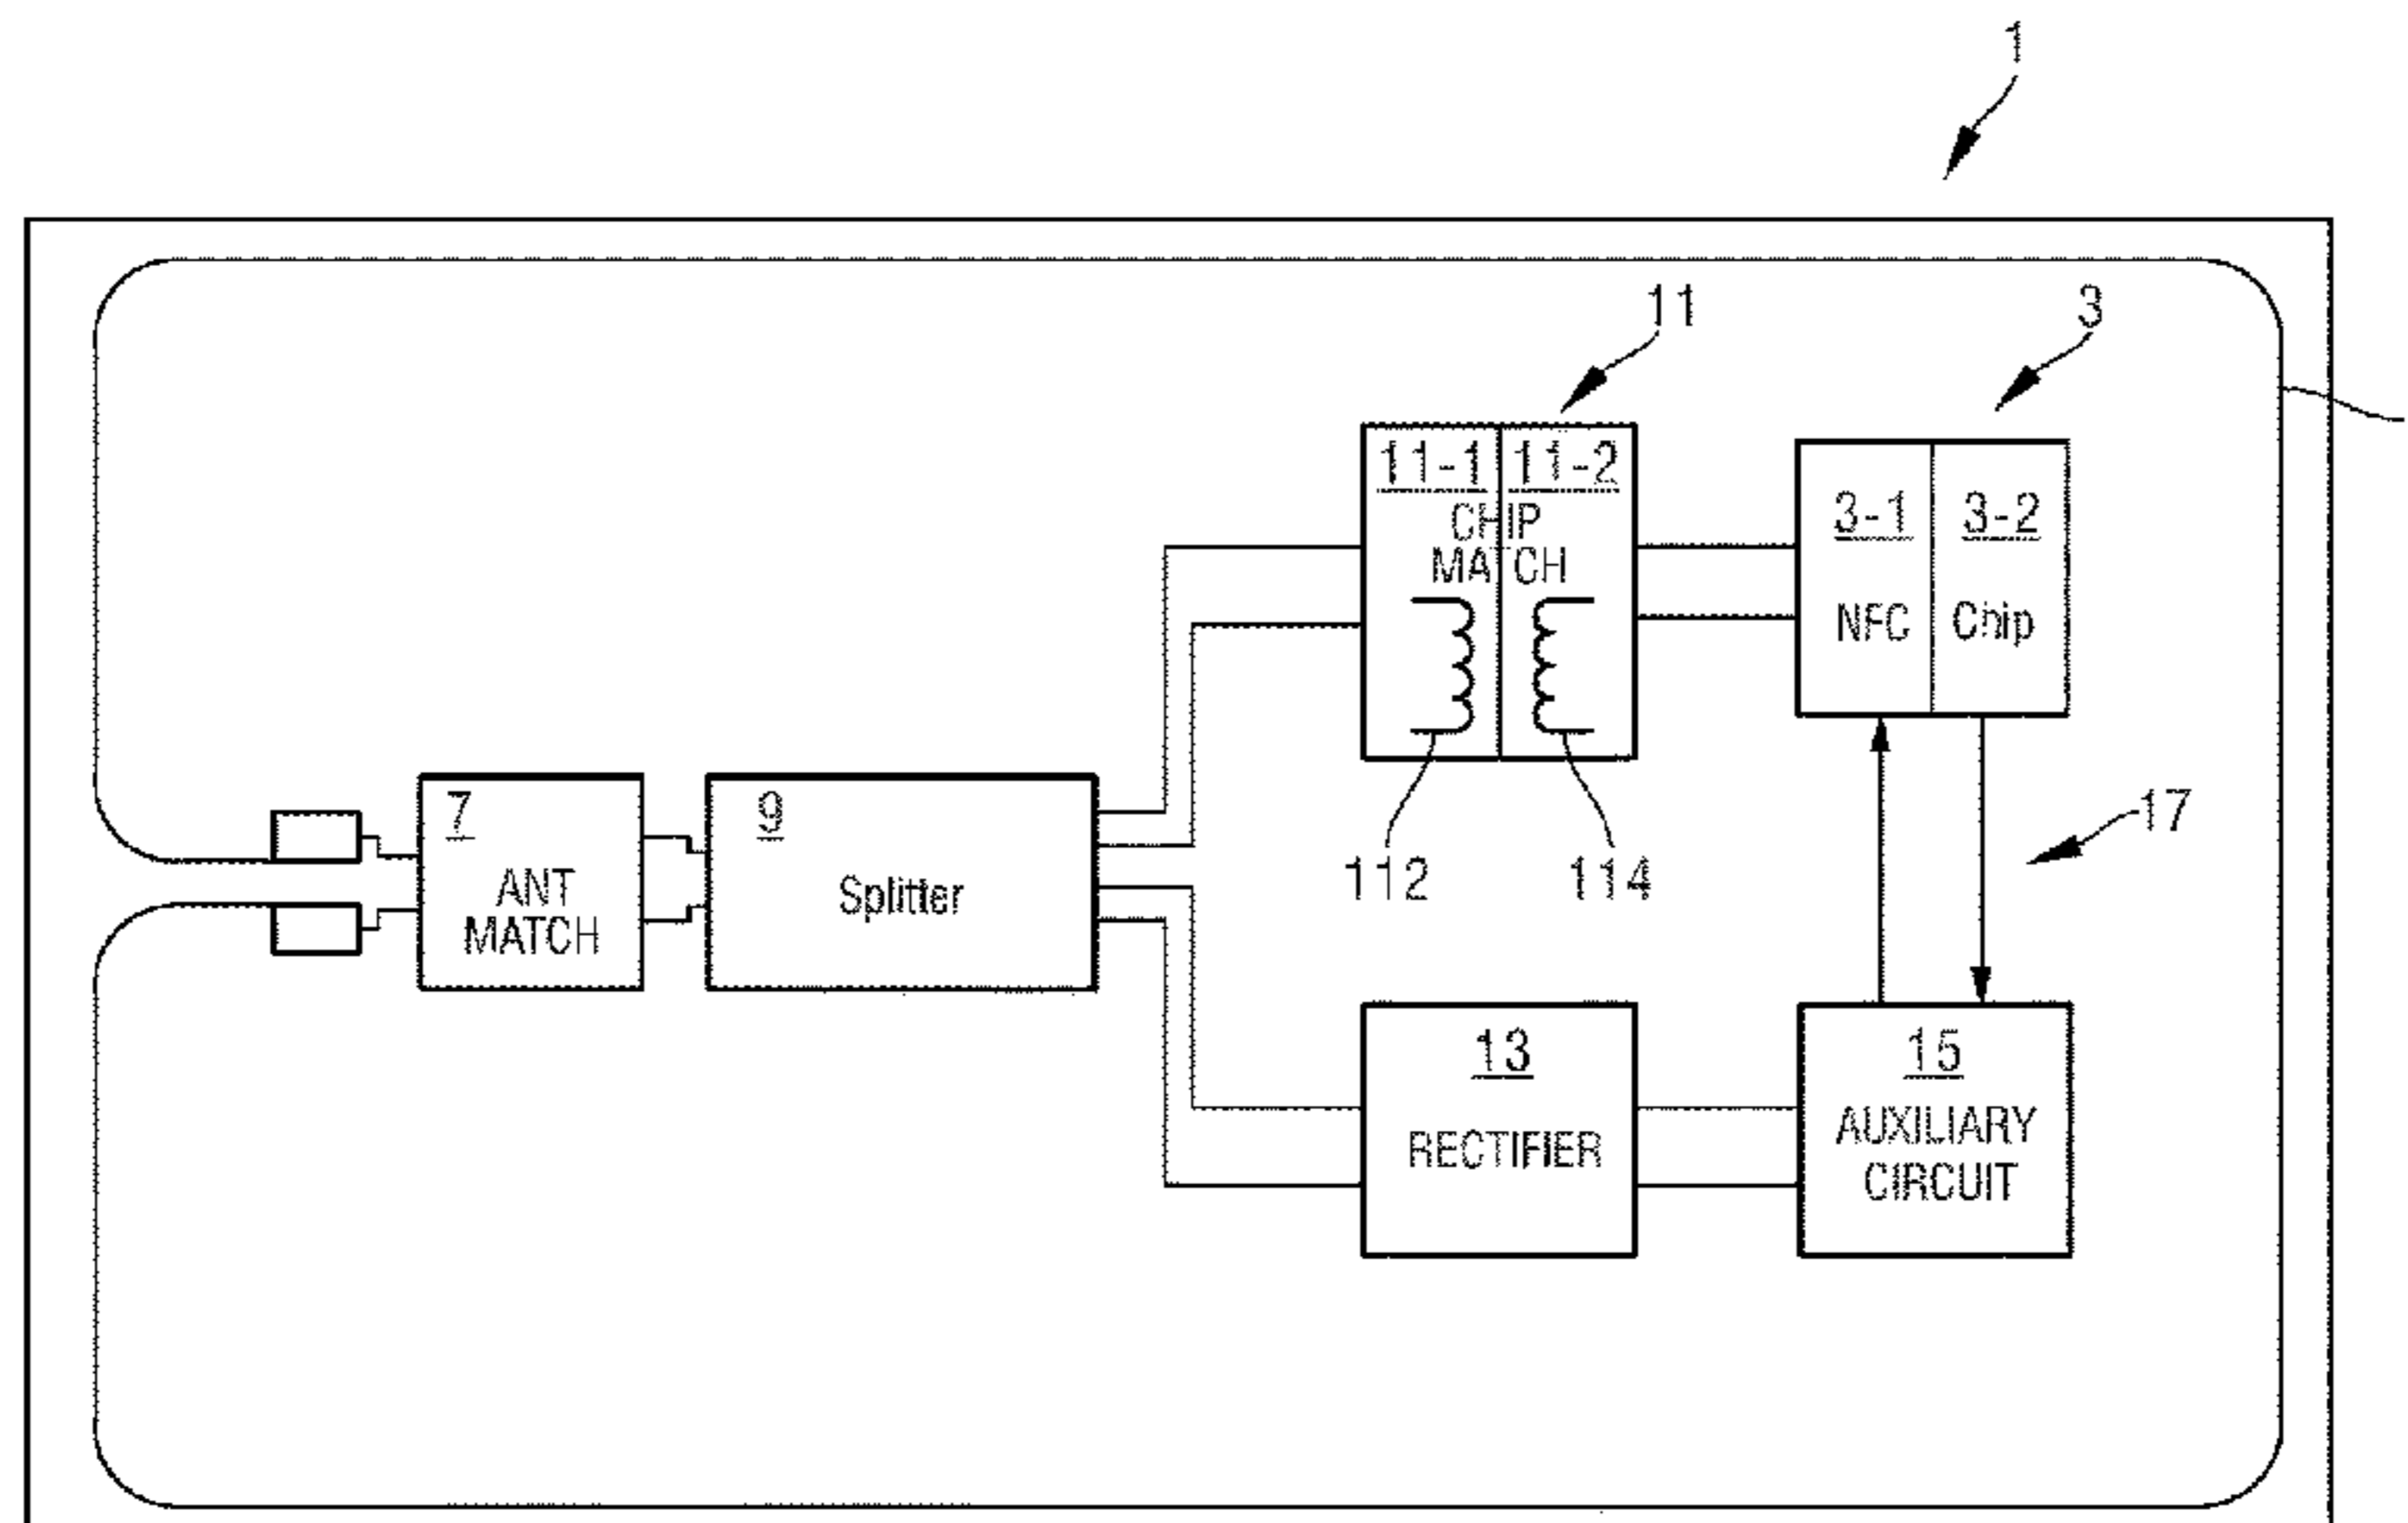 1
11
3
11-1 11-2
CHIP
MATCH
3-1 3-2
NFC Chip
7
ANT
MATCH
9
Splitter
112
114
17
13
RECTIFIER
15
AUXILIARY
CIRCUIT